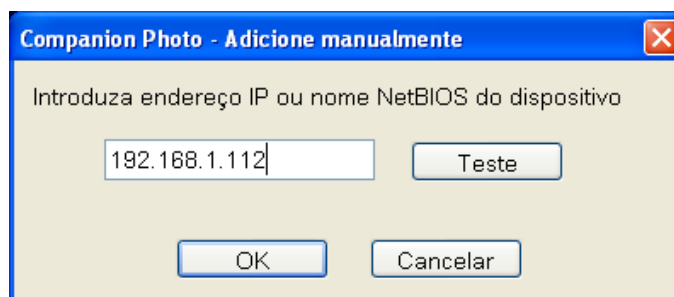 Companion Photo - Adicione manualmente
Introduza endereço IP ou nome NetBIOS do dispositivo
192.168.1.112 Teste
OK Cancelar